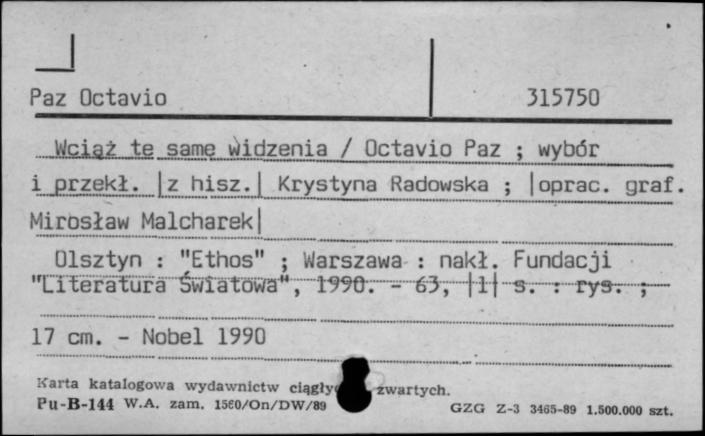 Paz Octavio 315750
Wciąż te same widzenia / Octavio Paz ; wybór
i przekł. |z hisz.| Krystyna Radowska ; |oprac. graf.
Mirosław Malcharek|
Olsztyn : "Ethos" ; Warszawa : nakł. Fundacji
"Literatura Światowa", 1990. - 63, |1| s. : rys. ;
17 cm. - Nobel 1990
Karta katalogowa wydawnictw ciągły zwartych.
Pu-B-144 W.A. zam. 1560/On/DW/89 GZG Z-3 3465-89 1.500.000 szt.